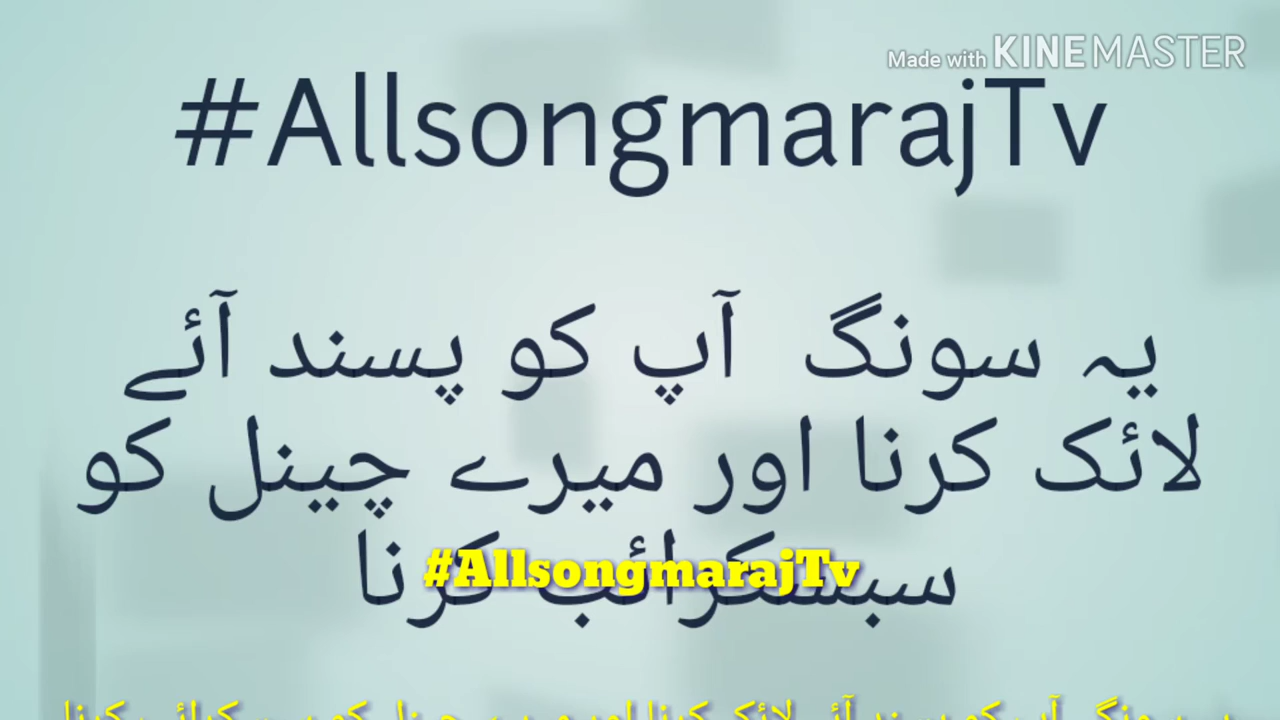 Made with KINEMASTER
#AllsongmarajTv
یہ سونگ آپ کو پسند آئے
لائک کرنا اور میرے چینل کو
سبسکرائب کرنا
#AllsongmarajTv